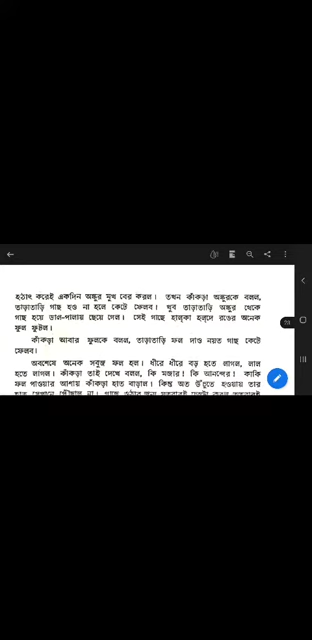 হঠাৎ করেই একদিন অঙ্কুর মুখ বের করল। তখন কাঁকড়া অঙ্কুরকে বলল,
তাড়াতাড়ি গাছ হও না হলে কেটে ফেলব। খুব তাড়াতাড়ি অঙ্কুর থেকে
গাছ হয়ে ডাল-পালায় ছেয়ে গেল। সেই গাছে হাল্কা হল্দে রঙের অনেক
ফুল ফুটল।
কাঁকড়া আবার ফুলকে বলল, তাড়াতাড়ি ফল দাও নয়ত গাছ কেটে
ফেলব।
অবশেষে অনেক সবুজ ফল হল। ধীরে ধীরে বড় হতে লাগল, লাল
হতে লাগল। কাঁকড়া তাই দেখে বলল, কি মজার! কি আনন্দের! কাকি
ফল পাওয়ার আশায় কাঁকড়া হাত বাড়াল। কিন্তু অত উঁচুতে হওয়ায় তার